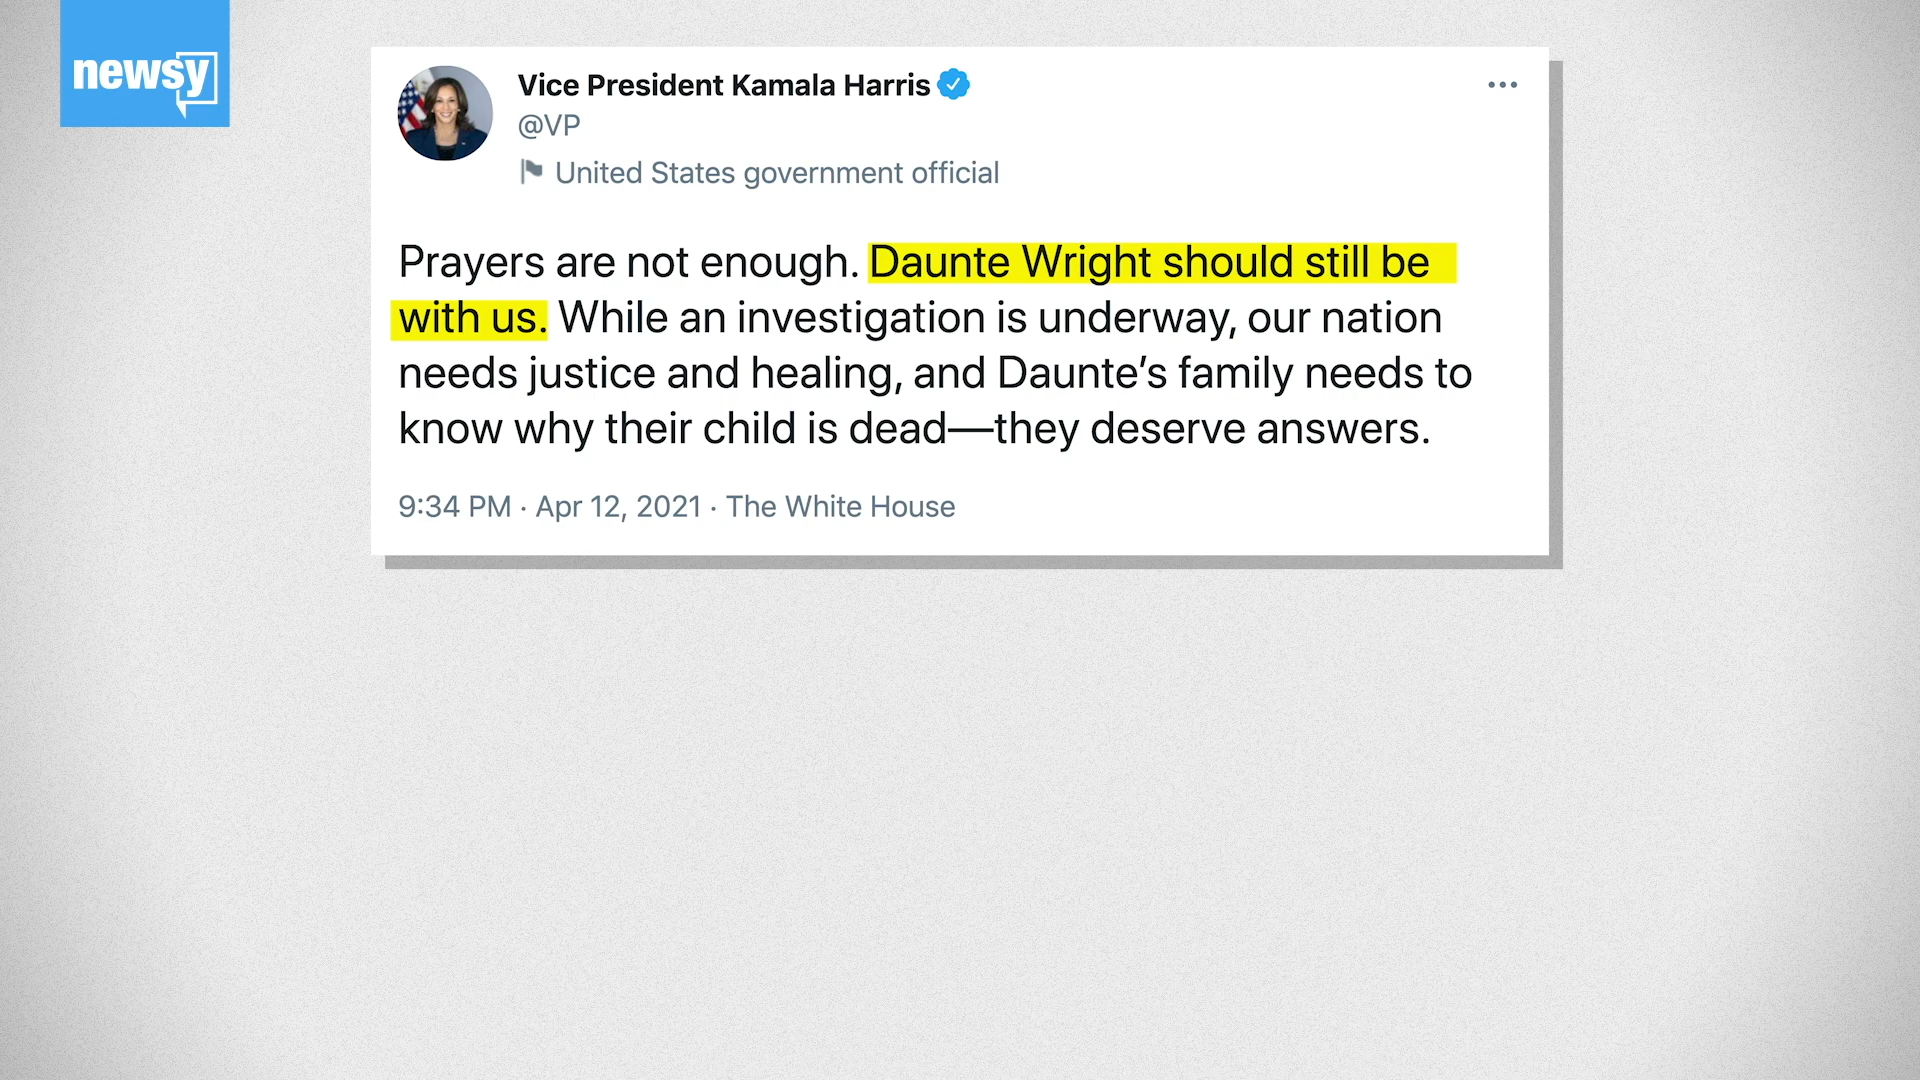 newsy
Vice President Kamala Harris
@VP
United States government official
Prayers are not enough. Daunte Wright should still be
with us. While an investigation is underway, our nation
needs justice and healing, and Daunte’s family needs to
know why their child is dead—they deserve answers.
9:34 PM · Apr 12, 2021 · The White House